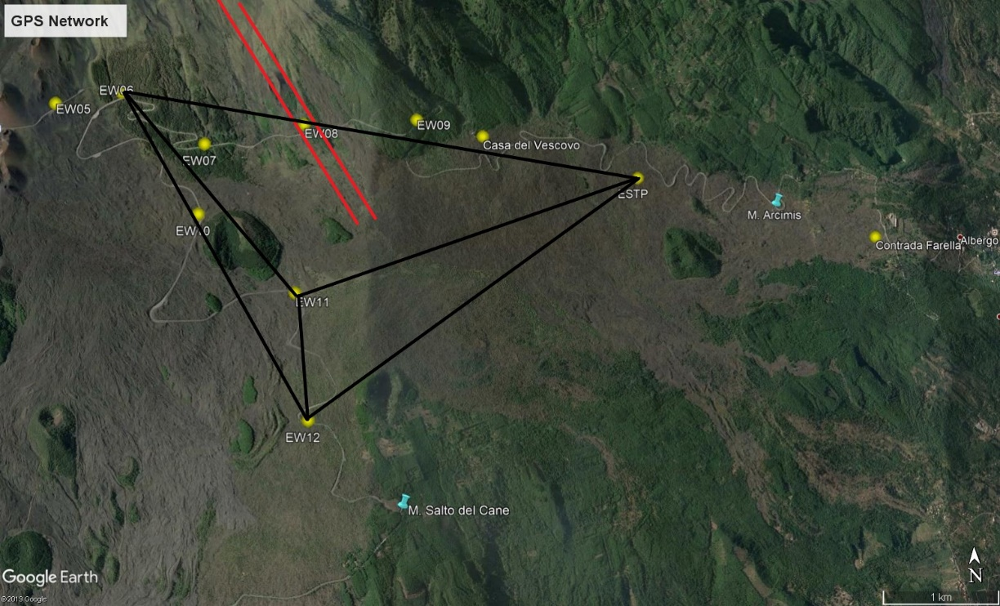 GPS Network
EW06
EW05
EW08
EW09
Casa del Vescovo
EW07
ESTP
M. Arcimis
EW10
Contrada Farella
Albergo
EW11
EW12
M. Salto del Cane
N
Google Earth
©2019 Google
1 km